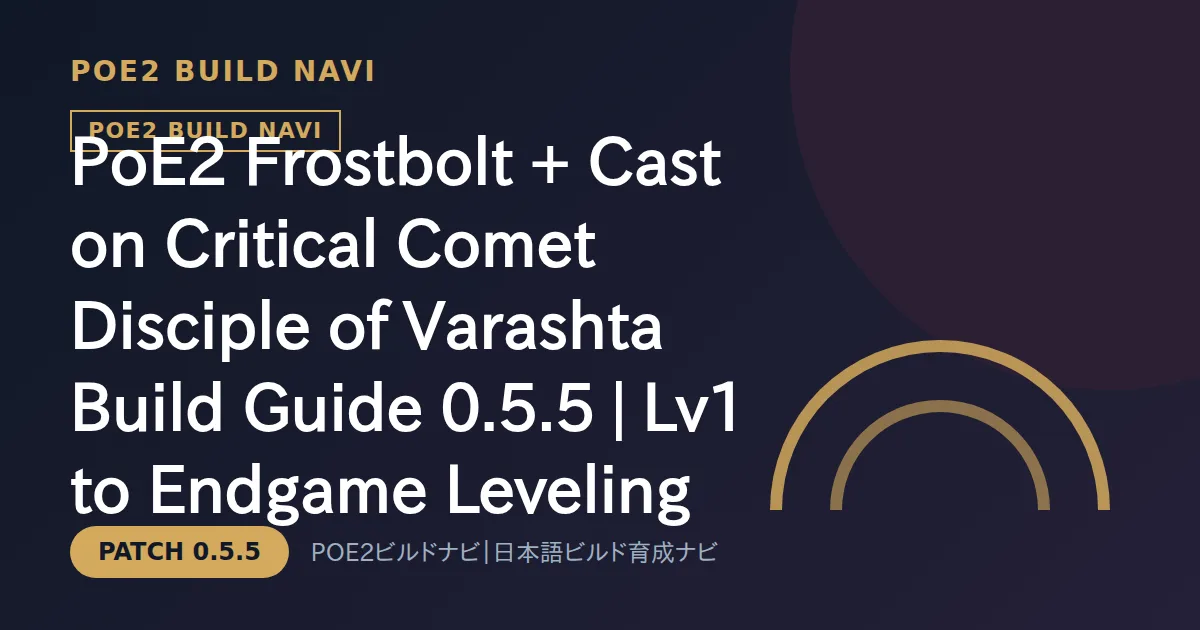 POE2 BUILD NAVI
POE2 BUILD NAVI
PoE2 Frostbolt + Cast
on Critical Comet
Disciple of Varashta
Build Guide 0.5.5 | Lv1
to Endgame Leveling
PATCH 0.5.5
POE2ビルドナビ|日本語ビルド育成ナビ